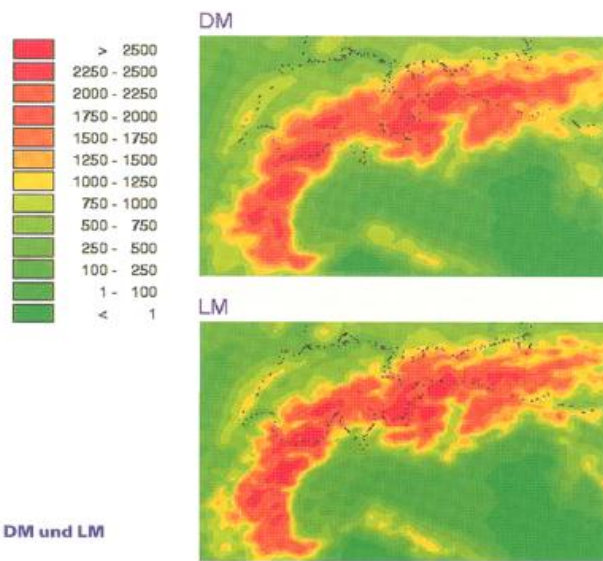 DM
> 2500
2250 - 2500
2000 - 2250
1750 - 2000
1500 - 1750
1250 - 1500
1000 - 1250
750 - 1000
500 - 750
250 - 500
100 - 250
1 - 100
< 1
LM
DM und LM